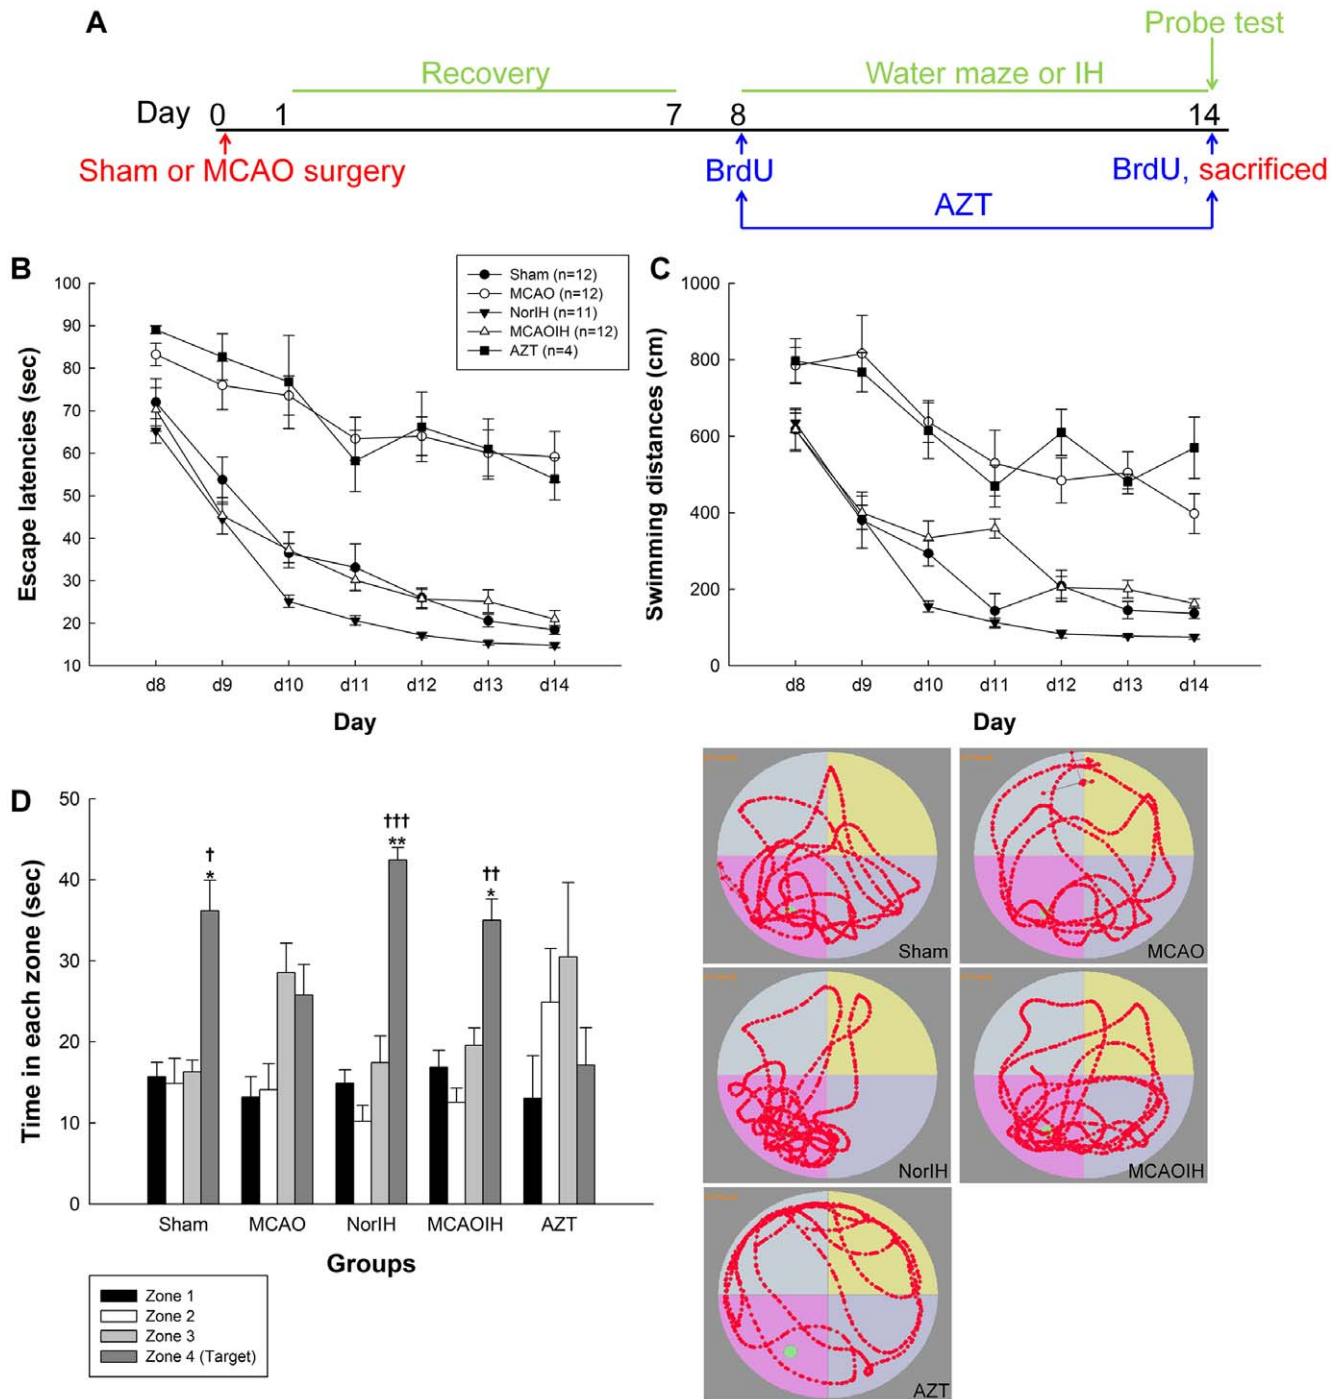 A
Probe test
Recovery
Water maze or IH
Day 0 1 7 8 14
Sham or MCAO surgery
BrdU
BrdU, sacrificed
AZT
B
100
90
80
70
60
50
40
30
20
10
Escape latencies (sec)
d8 d9 d10 d11 d12 d13 d14
Day
Sham (n=12)
MCAO (n=12)
NorIH (n=11)
MCAOIH (n=12)
AZT (n=4)
C
1000
800
600
400
200
0
Swimming distances (cm)
d8 d9 d10 d11 d12 d13 d14
Day
D
50
40
30
20
10
0
Time in each zone (sec)
†
*
†††
**
††
*
Sham MCAO NorIH MCAOIH AZT
Groups
Zone 1
Zone 2
Zone 3
Zone 4 (Target)
Sham
MCAO
NorIH
MCAOIH
AZT